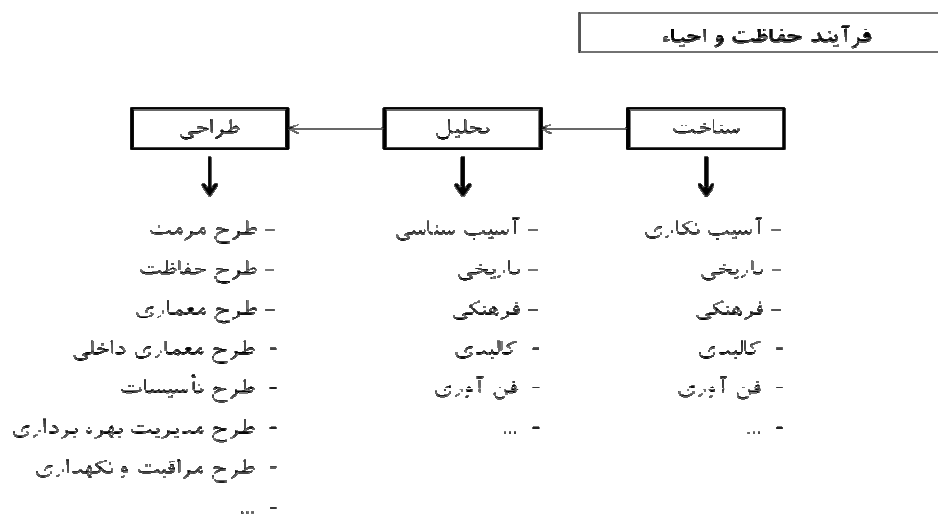 فرآیند حفاظت و احیاء
شناخت
تحلیل
طراحی
- آسیب نگاری
- تاریخی
- فرهنگی
- کالبدی
- فن آوری
- ...
- آسیب شناسی
- تاریخی
- فرهنگی
- کالبدی
- فن آوری
- ...
- طرح مرمت
- طرح حفاظت
- طرح معماری
- طرح معماری داخلی
- طرح تأسیسات
- طرح مدیریت بهره برداری
- طرح مراقبت و نگهداری
- ...